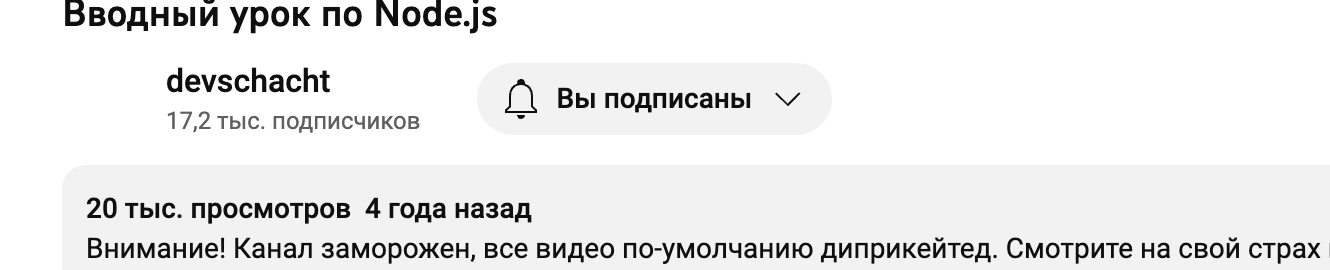 Вводный урок по Node.js
devschacht
17,2 тыс. подписчиков
Вы подписаны
20 тыс. просмотров 4 года назад
Внимание! Канал заморожен, все видео по-умолчанию диприкейтед. Смотрите на свой страх